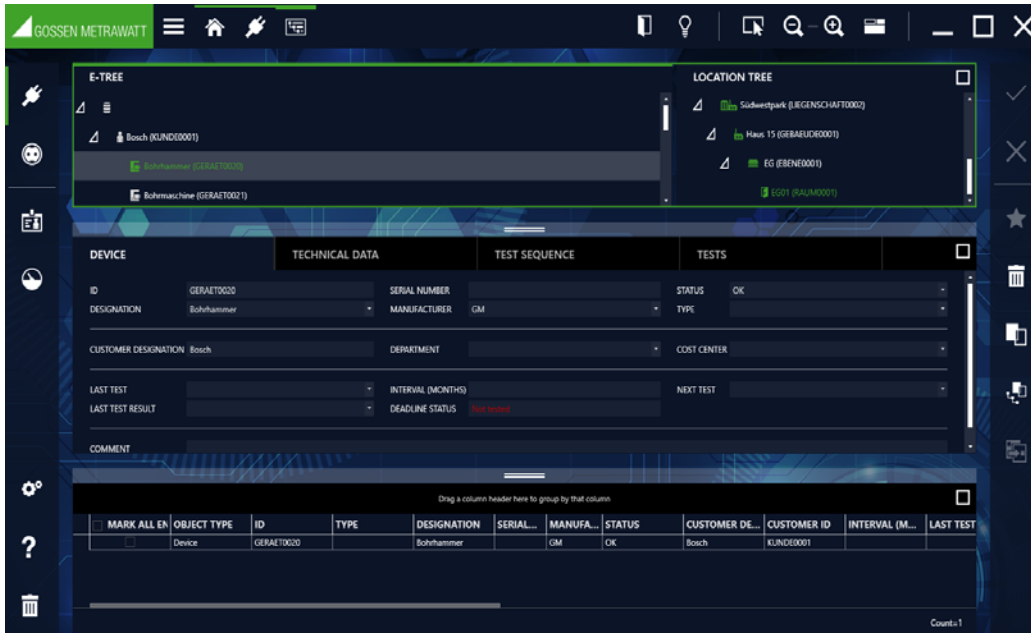 GOSSEN METRAWATT
E-TREE
Bosch (KUNDE0001)
Bohrhammer (GERAET0020)
Bohrmaschine (GERAET0021)
LOCATION TREE
Südwestpark (LIEGENSCHAFT0002)
Haus 15 (GEBAEUDE0001)
EG (EBENE0001)
EG01 (RAUM0001)
DEVICE TECHNICAL DATA TEST SEQUENCE TESTS
ID GERAET0020 SERIAL NUMBER STATUS OK
DESIGNATION Bohrhammer MANUFACTURER GM TYPE
CUSTOMER DESIGNATION Bosch DEPARTMENT COST CENTER
LAST TEST INTERVAL (MONTHS) NEXT TEST
LAST TEST RESULT DEADLINE STATUS Not tested
COMMENT
Drag a column header here to group by that column
MARK ALL EN OBJECT TYPE ID TYPE DESIGNATION SERIAL... MANUFA... STATUS CUSTOMER DE... CUSTOMER ID INTERVAL (M... LAST TEST
Device GERAET0020 Bohrhammer GM OK Bosch KUNDE0001
Count=1